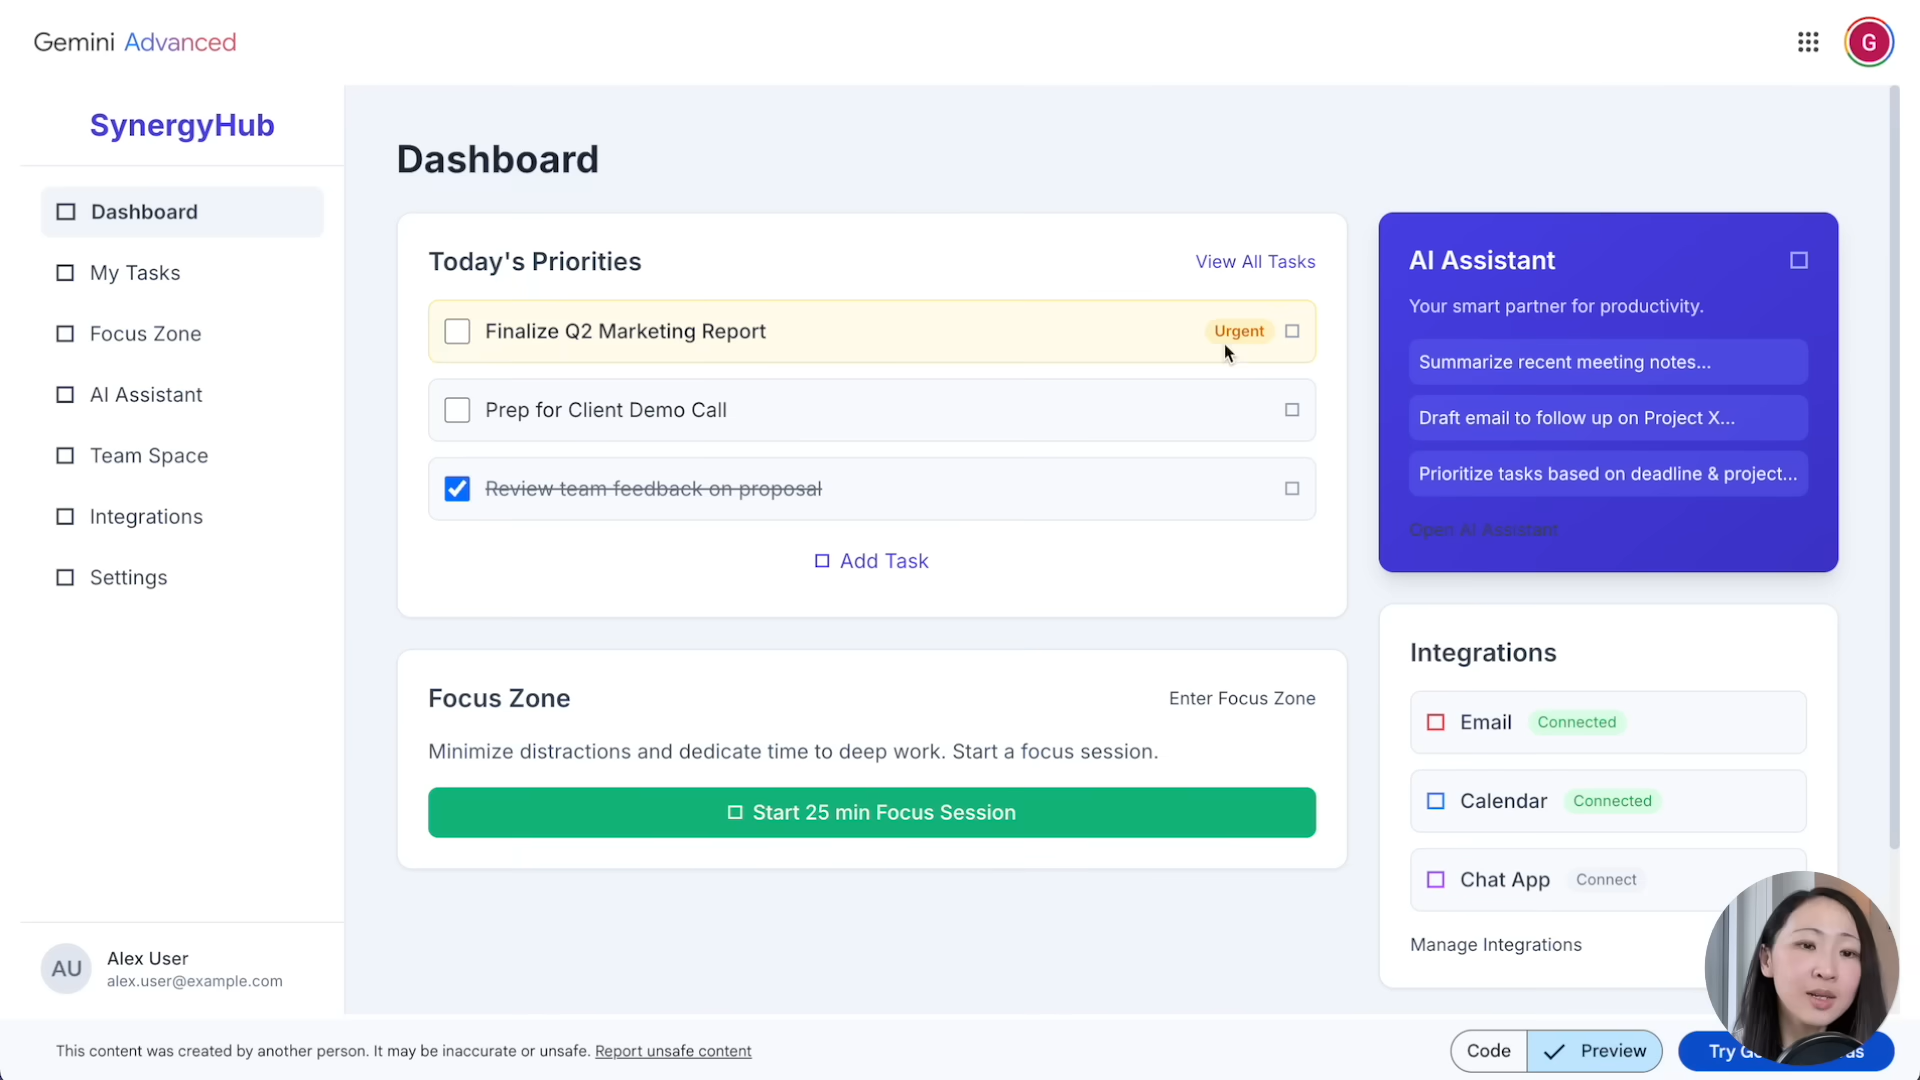 Gemini Advanced
G
SynergyHub
Dashboard
My Tasks
Focus Zone
AI Assistant
Team Space
Integrations
Settings
AU
Alex User
alex.user@example.com
Dashboard
Today's Priorities
View All Tasks
Finalize Q2 Marketing Report
Urgent
Prep for Client Demo Call
Review team feedback on proposal
Add Task
Focus Zone
Enter Focus Zone
Minimize distractions and dedicate time to deep work. Start a focus session.
Start 25 min Focus Session
AI Assistant
Your smart partner for productivity.
Summarize recent meeting notes...
Draft email to follow up on Project X...
Prioritize tasks based on deadline & project...
Open AI Assistant
Integrations
Email Connected
Calendar Connected
Chat App Connect
Manage Integrations
This content was created by another person. It may be inaccurate or unsafe. Report unsafe content
Code
Preview
Try